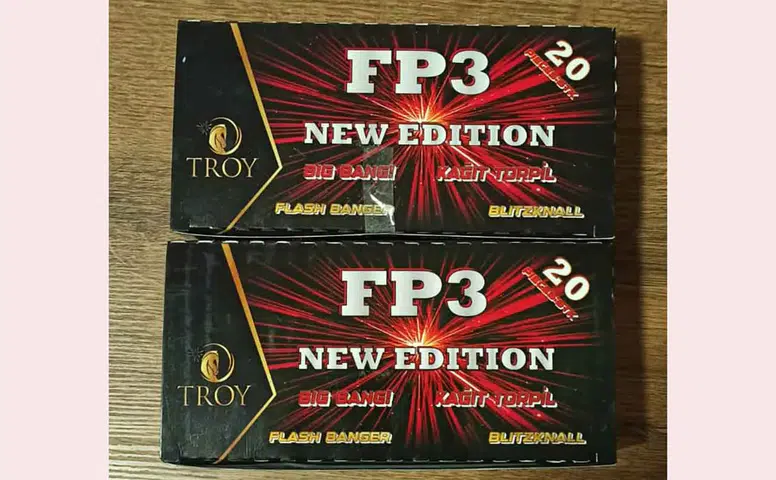 20
FP3
NEW EDITION
TROY
BIG BANG! KAĞIT TORPİL
FLASH BANGER BLITZKNALL
20
FP3
NEW EDITION
TROY
BIG BANG! KAĞIT TORPİL
FLASH BANGER BLITZKNALL